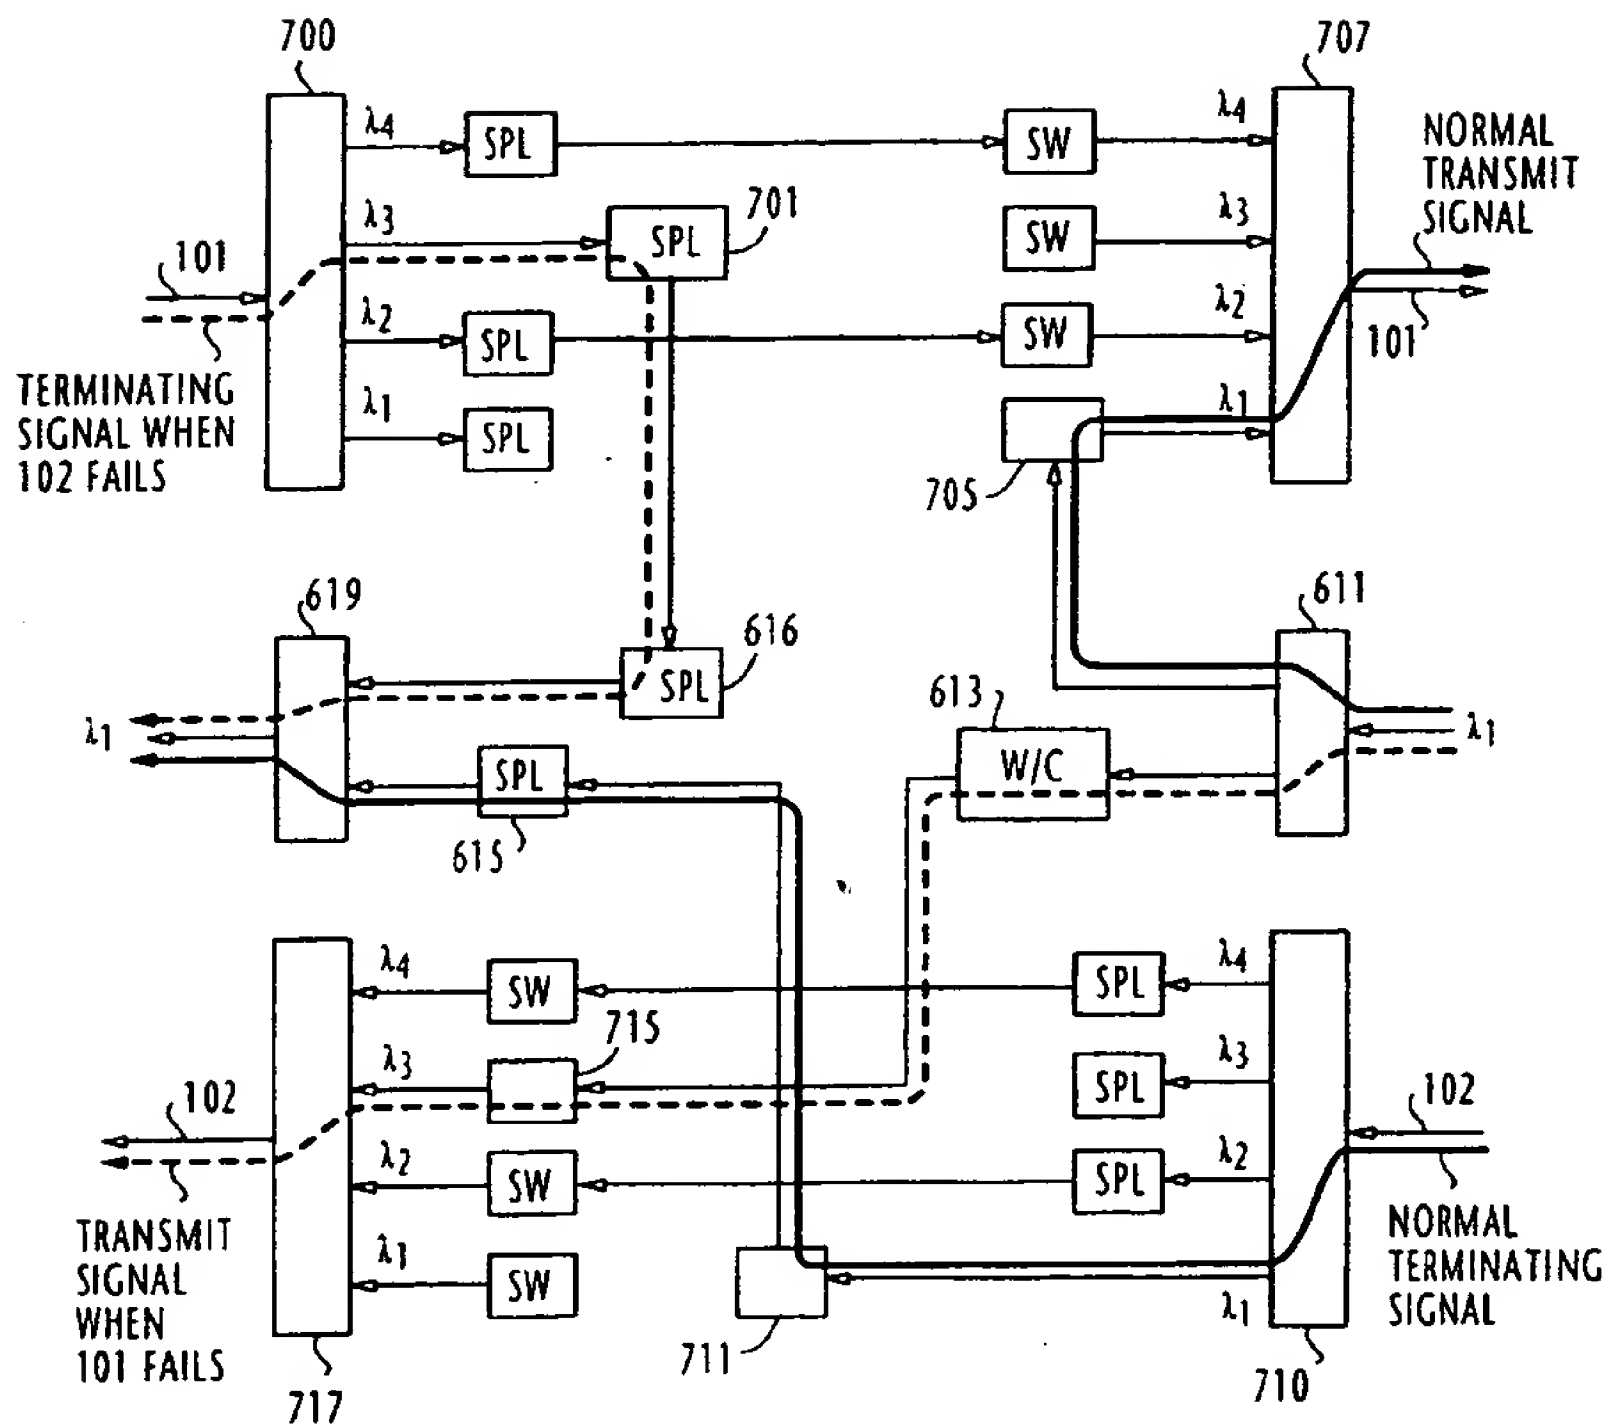 700
707
λ4
SPL
SW
λ4
NORMAL
TRANSMIT
SIGNAL
λ3
SPL
701
SW
λ3
101
λ2
SPL
SW
λ2
101
TERMINATING
SIGNAL WHEN
102 FAILS
λ1
SPL
λ1
705
619
616
611
SPL
613
λ1
λ1
W/C
SPL
615
λ4
SW
SPL
λ4
715
λ3
SPL
λ3
102
102
λ2
SW
SPL
λ2
TRANSMIT
SIGNAL
WHEN
101 FAILS
λ1
SW
λ1
NORMAL
TERMINATING
SIGNAL
711
710
717